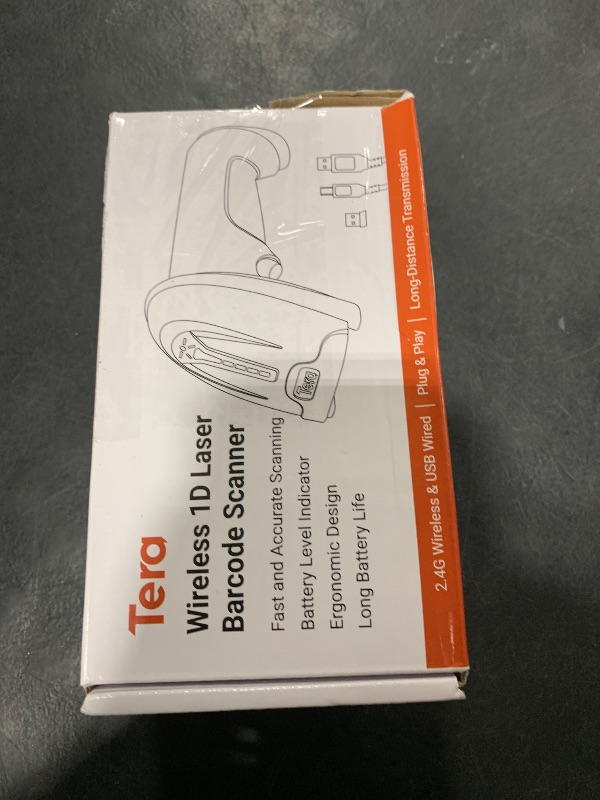 Tera
Wireless 1D Laser
Barcode Scanner
Fast and Accurate Scanning
Battery Level Indicator
Ergonomic Design
Long Battery Life
Tera
2.4G Wireless & USB Wired | Plug & Play | Long-Distance Transmission